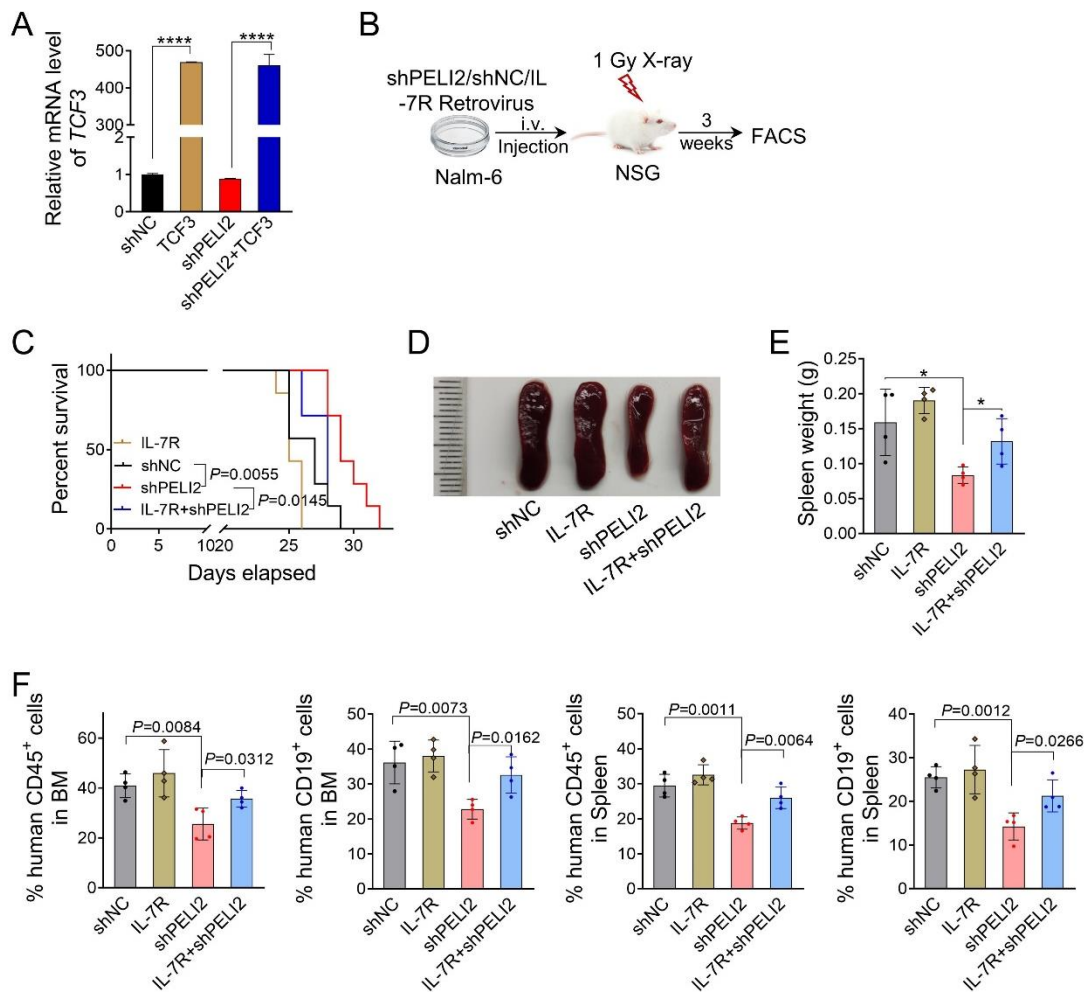 A
Relative mRNA level
of TCF3
500
400
300
2
1
0
****
****
shNC
TCF3
shPELI2
shPELI2+TCF3
B
shPELI2/shNC/IL
-7R Retrovirus
Nalm-6
i.v.
Injection
1 Gy X-ray
NSG
3
weeks
FACS
C
Percent survival
100
50
0
IL-7R
shNC
P=0.0055
shPELI2
P=0.0145
IL-7R+shPELI2
0
5
10
20
25
30
Days elapsed
D
shNC
IL-7R
shPELI2
IL-7R+shPELI2
E
Spleen weight (g)
0.25
0.20
0.15
0.10
0.05
0.00
*
*
shNC
IL-7R
shPELI2
IL-7R+shPELI2
F
% human CD45+ cells
in BM
60
40
20
0
P=0.0084
P=0.0312
shNC
IL-7R
shPELI2
IL-7R+shPELI2
% human CD19+ cells
in BM
50
40
30
20
10
0
P=0.0073
P=0.0162
shNC
IL-7R
shPELI2
IL-7R+shPELI2
% human CD45+ cells
in Spleen
50
40
30
20
10
0
P=0.0011
P=0.0064
shNC
IL-7R
shPELI2
IL-7R+shPELI2
% human CD19+ cells
in Spleen
40
30
20
10
0
P=0.0012
P=0.0266
shNC
IL-7R
shPELI2
IL-7R+shPELI2